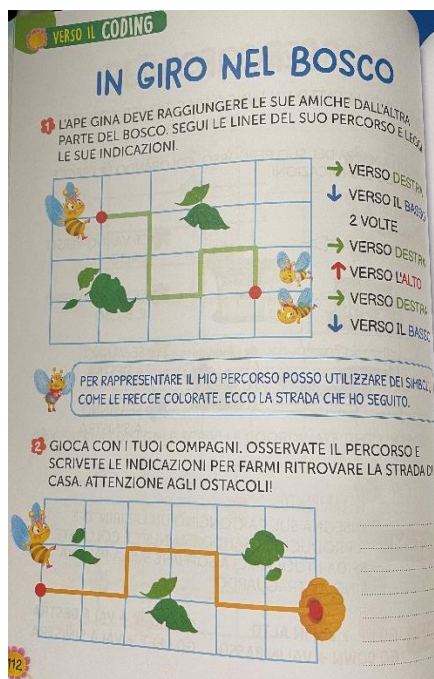 VERSO IL CODING
IN GIRO NEL BOSCO
1 L'APE GINA DEVE RAGGIUNGERE LE SUE AMICHE DALL'ALTRA
PARTE DEL BOSCO. SEGUI LE LINEE DEL SUO PERCORSO E LEGGI
LE SUE INDICAZIONI.
→ VERSO DESTRA
↓ VERSO IL BASSO
2 VOLTE
→ VERSO DESTRA
↑ VERSO L'ALTO
→ VERSO DESTRA
↓ VERSO IL BASSO
PER RAPPRESENTARE IL MIO PERCORSO POSSO UTILIZZARE DEI SIMBOLI,
COME LE FRECCE COLORATE. ECCO LA STRADA CHE HO SEGUITO.
2 GIOCA CON I TUOI COMPAGNI. OSSERVATE IL PERCORSO E
SCRIVETE LE INDICAZIONI PER FARMI RITROVARE LA STRADA DI
CASA. ATTENZIONE AGLI OSTACOLI!
112